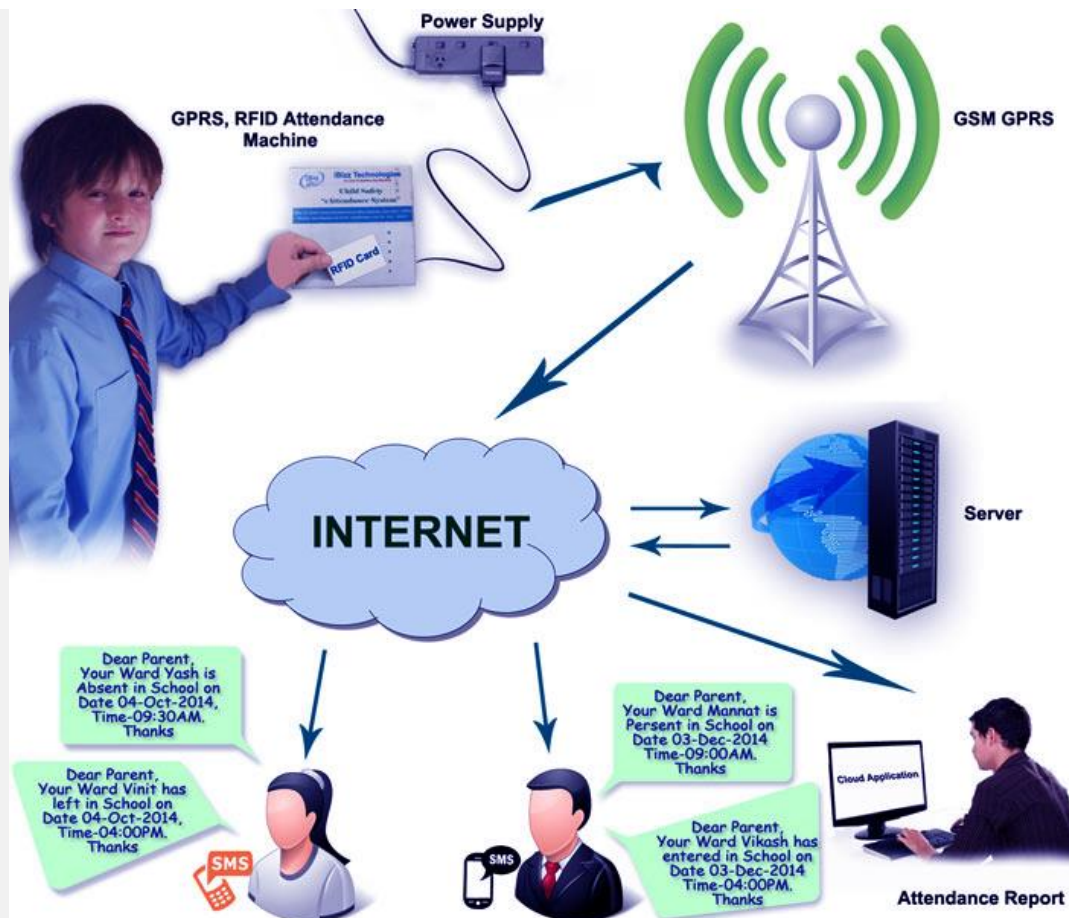 Power Supply
GPRS, RFID Attendance
Machine
GSM GPRS
iBizz Technologies
Child Safety
"eAttendance System"
RFID Card
INTERNET
Server
Dear Parent,
Your Ward Yash is
Absent in School on
Date 04-Oct-2014,
Time-09:30AM.
Thanks
Dear Parent,
Your Ward Vinit has
left in School on
Date 04-Oct-2014,
Time-04:00PM.
Thanks
SMS
Dear Parent,
Your Ward Mannat is
Persent in School on
Date 03-Dec-2014
Time-09:00AM.
Thanks
SMS
Dear Parent,
Your Ward Vikash has
entered in School on
Date 03-Dec-2014
Time-04:00PM.
Thanks
Cloud Application
Attendance Report